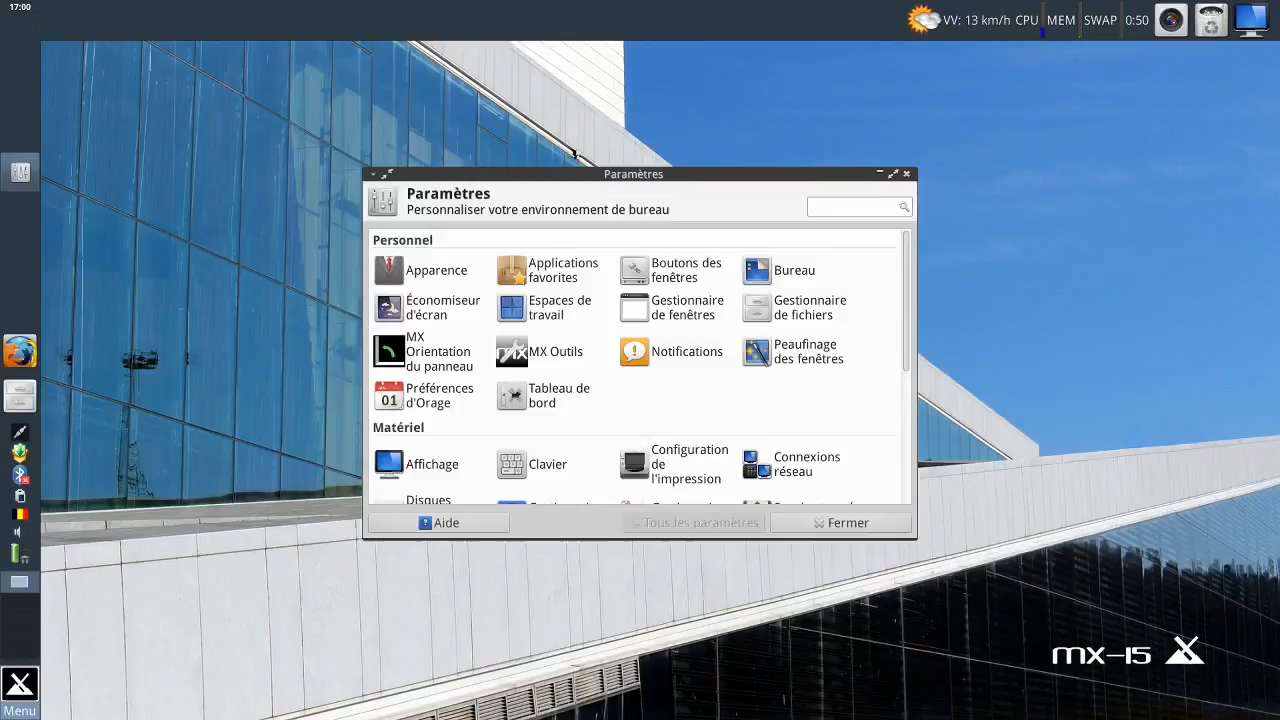 17:00
VV: 13 km/h CPU MEM SWAP 0:50
Paramètres
Paramètres
Personnaliser votre environnement de bureau
Personnel
Apparence
Applications
favorites
Boutons des
fenêtres
Bureau
Économiseur
d'écran
Espaces de
travail
Gestionnaire
de fenêtres
Gestionnaire
de fichiers
MX
Orientation
du panneau
MX Outils
Notifications
Peaufinage
des fenêtres
01
Préférences
d'Orage
Tableau de
bord
Matériel
Affichage
Clavier
Configuration
de
l'impression
Connexions
réseau
Disques
Aide
Tous les paramètres
Fermer
mx-15
Menu